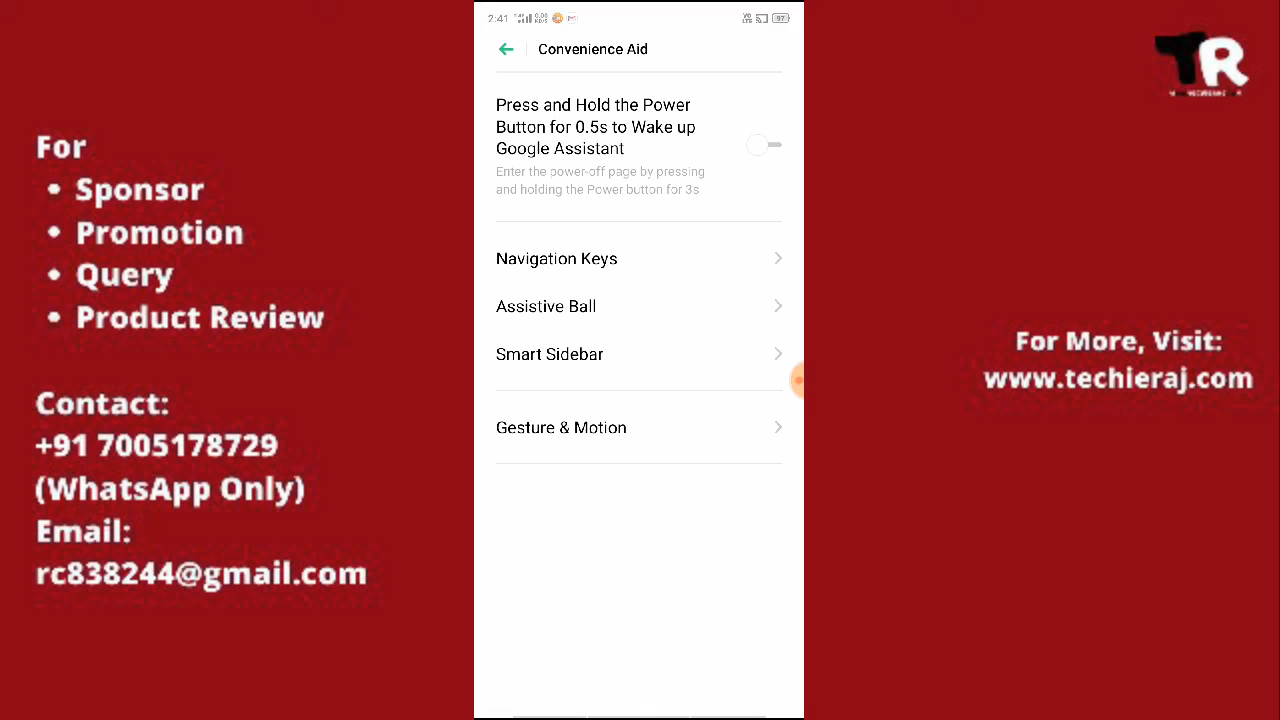 For
• Sponsor
• Promotion
• Query
• Product Review
Contact:
+91 7005178729
(WhatsApp Only)
Email:
rc838244@gmail.com
2:41
VO LTE
97
Convenience Aid
Press and Hold the Power
Button for 0.5s to Wake up
Google Assistant
Enter the power-off page by pressing
and holding the Power button for 3s
Navigation Keys
Assistive Ball
Smart Sidebar
Gesture & Motion
TR
For More, Visit:
www.techieraj.com